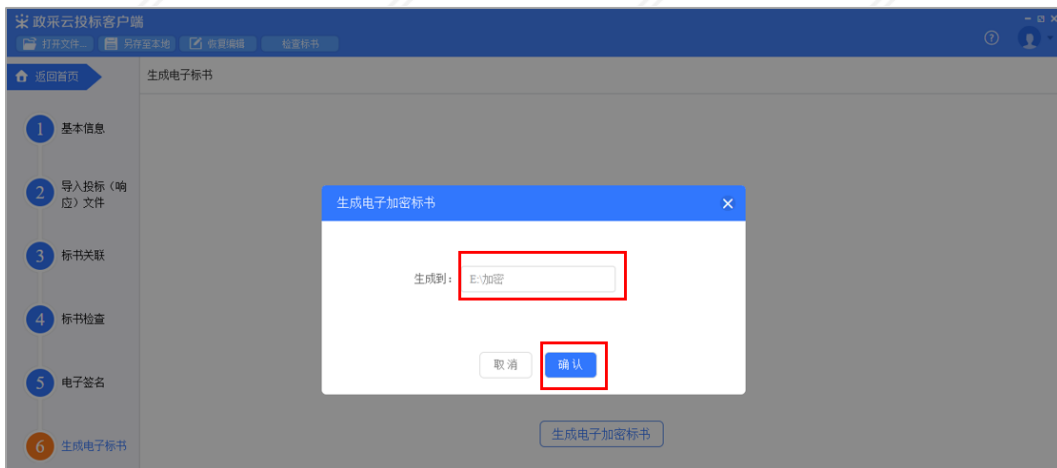 政采云投标客户端
打开文件... 另存至本地 恢复编辑 检查标书
返回首页 生成电子标书
1 基本信息
2 导入投标（响
应）文件
3 标书关联
4 标书检查
5 电子签名
6 生成电子标书
生成电子加密标书
生成到： E:\加密
取消 确认
生成电子加密标书